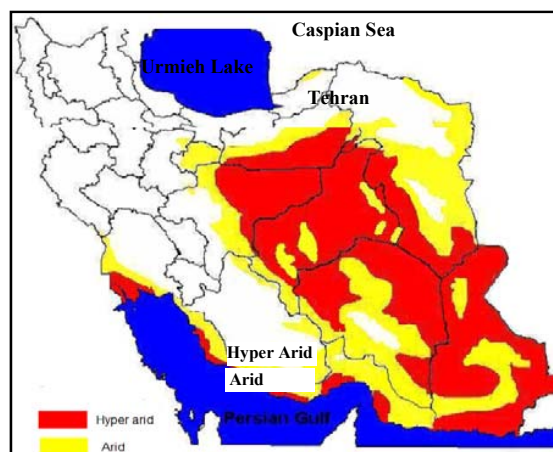 Caspian Sea
Urmieh Lake
Tehran
Hyper Arid
Arid
Persian Gulf
Hyper arid
Arid